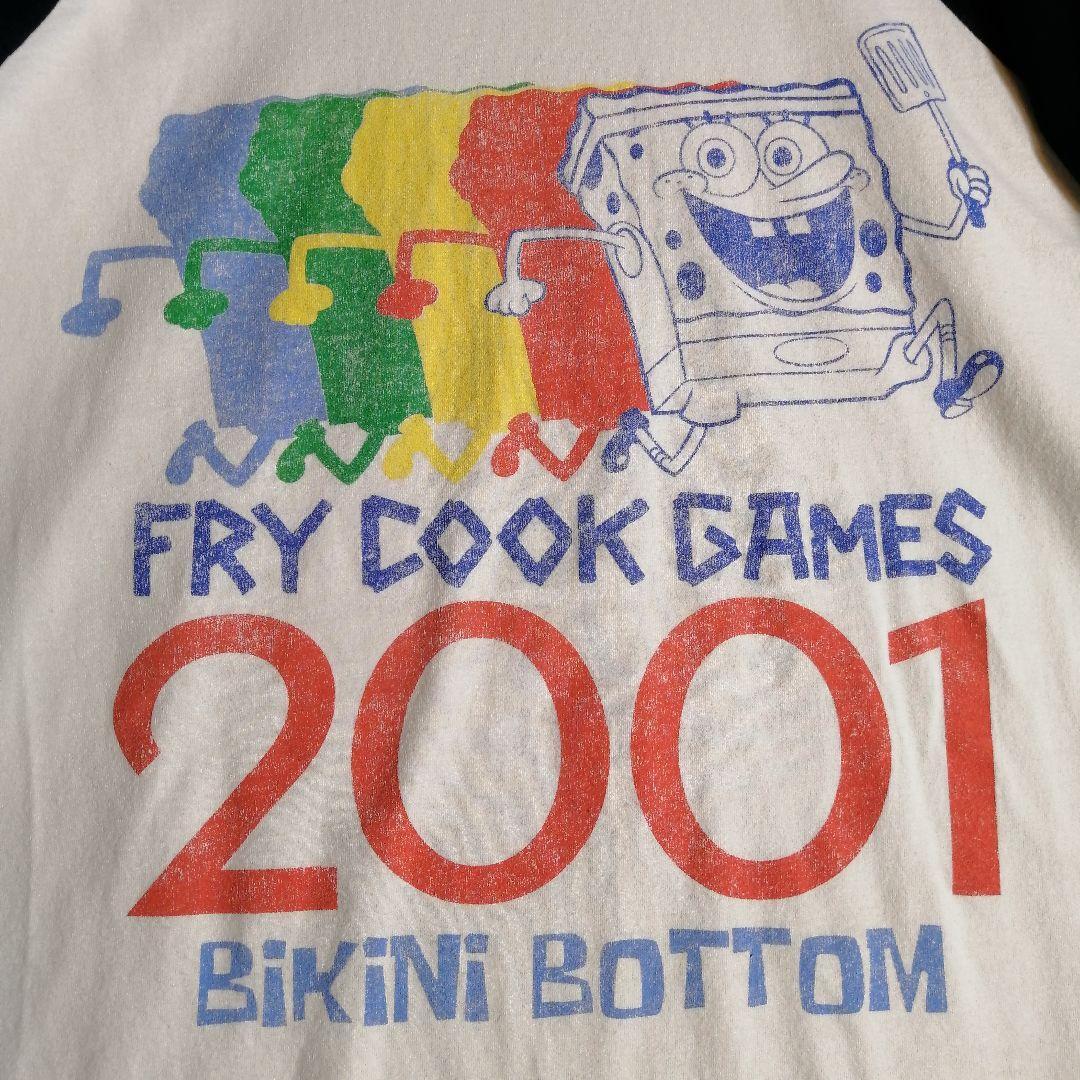 FRY COOK GAMES
2001
BiKiNi BOTTOM